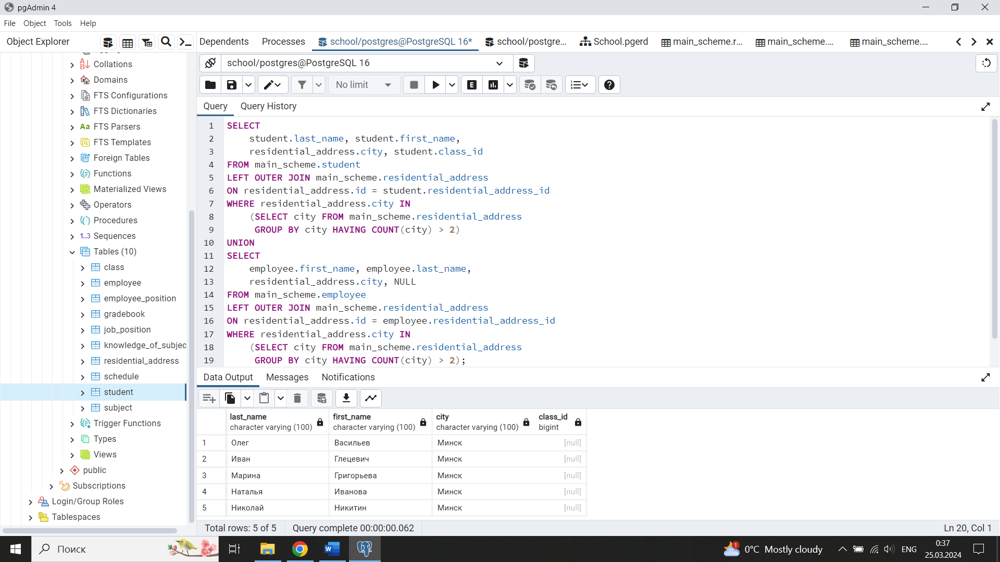 pgAdmin 4
File Object Tools Help
Object Explorer
Dependents Processes school/postgres@PostgreSQL 16* school/postgre... School.pgerd main_scheme.r... main_scheme.... main_scheme....
school/postgres@PostgreSQL 16
No limit
E
Query Query History
1 SELECT
2 student.last_name, student.first_name,
3 residential_address.city, student.class_id
4 FROM main_scheme.student
5 LEFT OUTER JOIN main_scheme.residential_address
6 ON residential_address.id = student.residential_address_id
7 WHERE residential_address.city IN
8 (SELECT city FROM main_scheme.residential_address
9 GROUP BY city HAVING COUNT(city) > 2)
10 UNION
11 SELECT
12 employee.first_name, employee.last_name,
13 residential_address.city, NULL
14 FROM main_scheme.employee
15 LEFT OUTER JOIN main_scheme.residential_address
16 ON residential_address.id = employee.residential_address_id
17 WHERE residential_address.city IN
18 (SELECT city FROM main_scheme.residential_address
19 GROUP BY city HAVING COUNT(city) > 2);
Collations
Domains
FTS Configurations
FTS Dictionaries
Aa FTS Parsers
FTS Templates
Foreign Tables
Functions
Materialized Views
Operators
Procedures
1..3 Sequences
Tables (10)
class
employee
employee_position
gradebook
job_position
knowledge_of_subjec
residential_address
schedule
student
subject
Trigger Functions
Types
Views
public
Subscriptions
Login/Group Roles
Tablespaces
Data Output Messages Notifications
last_name first_name city class_id
character varying (100) character varying (100) character varying (100) bigint
1 Олег Васильев Минск [null]
2 Иван Глецевич Минск [null]
3 Марина Григорьева Минск [null]
4 Наталья Иванова Минск [null]
5 Николай Никитин Минск [null]
Total rows: 5 of 5 Query complete 00:00:00.062 Ln 20, Col 1
Поиск
1 0°C Mostly cloudy ENG 0:37
25.03.2024